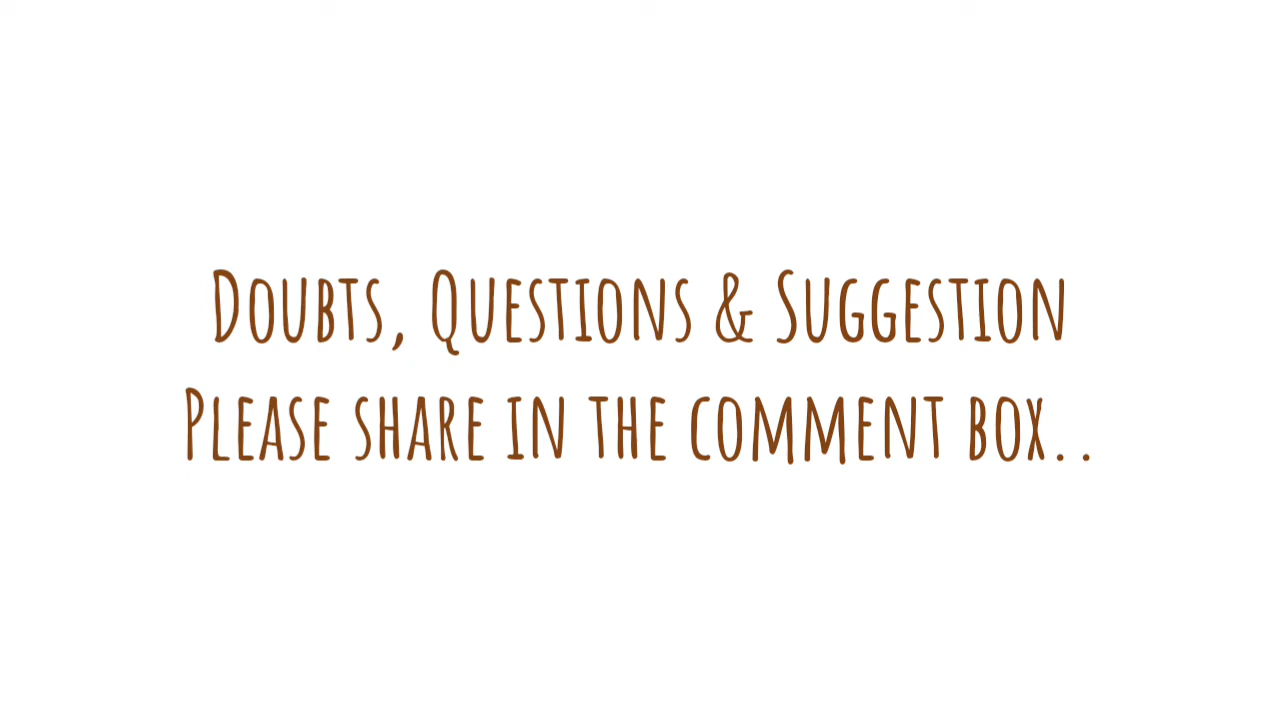 Doubts, Questions & Suggestion
Please share in the comment box..